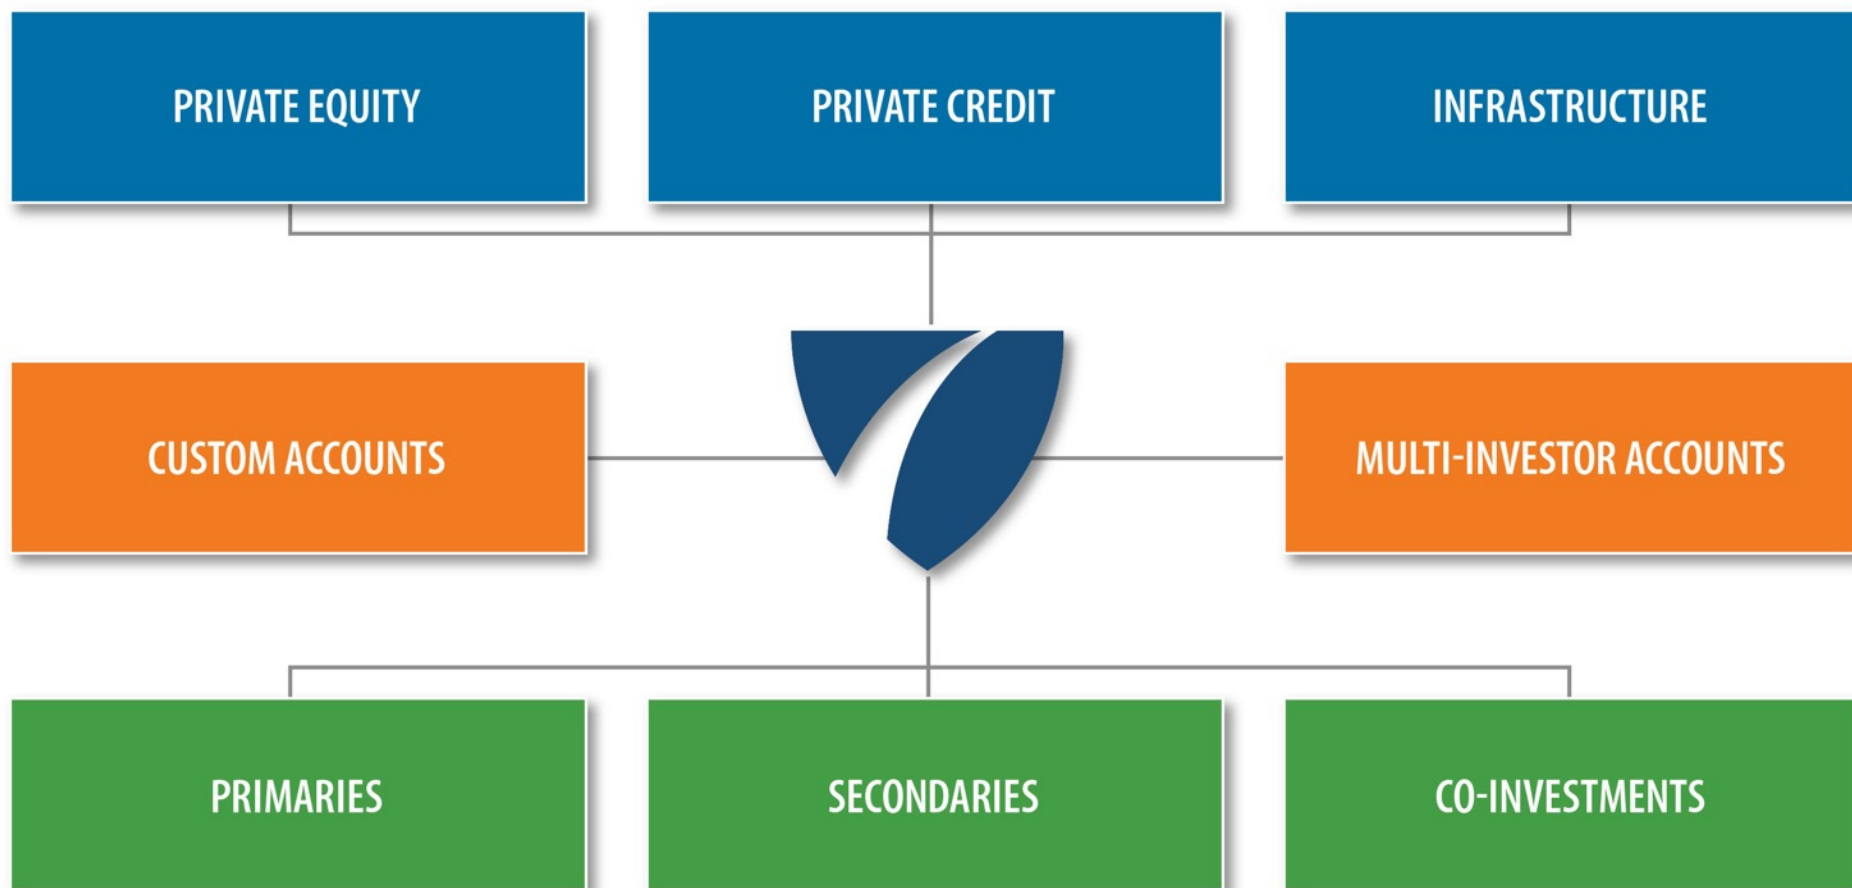 PRIVATE EQUITY
PRIVATE CREDIT
INFRASTRUCTURE
CUSTOM ACCOUNTS
MULTI-INVESTOR ACCOUNTS
PRIMARIES
SECONDARIES
CO-INVESTMENTS